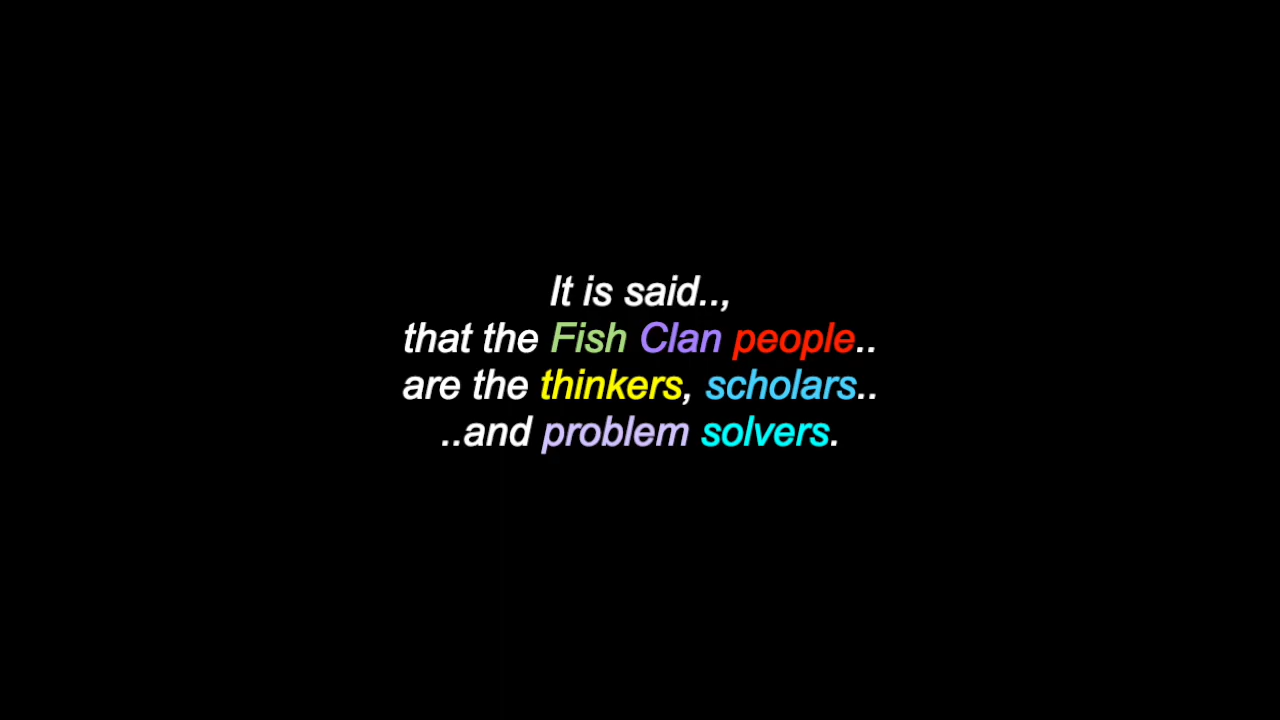 It is said..,
that the Fish Clan people..
are the thinkers, scholars..
..and problem solvers.